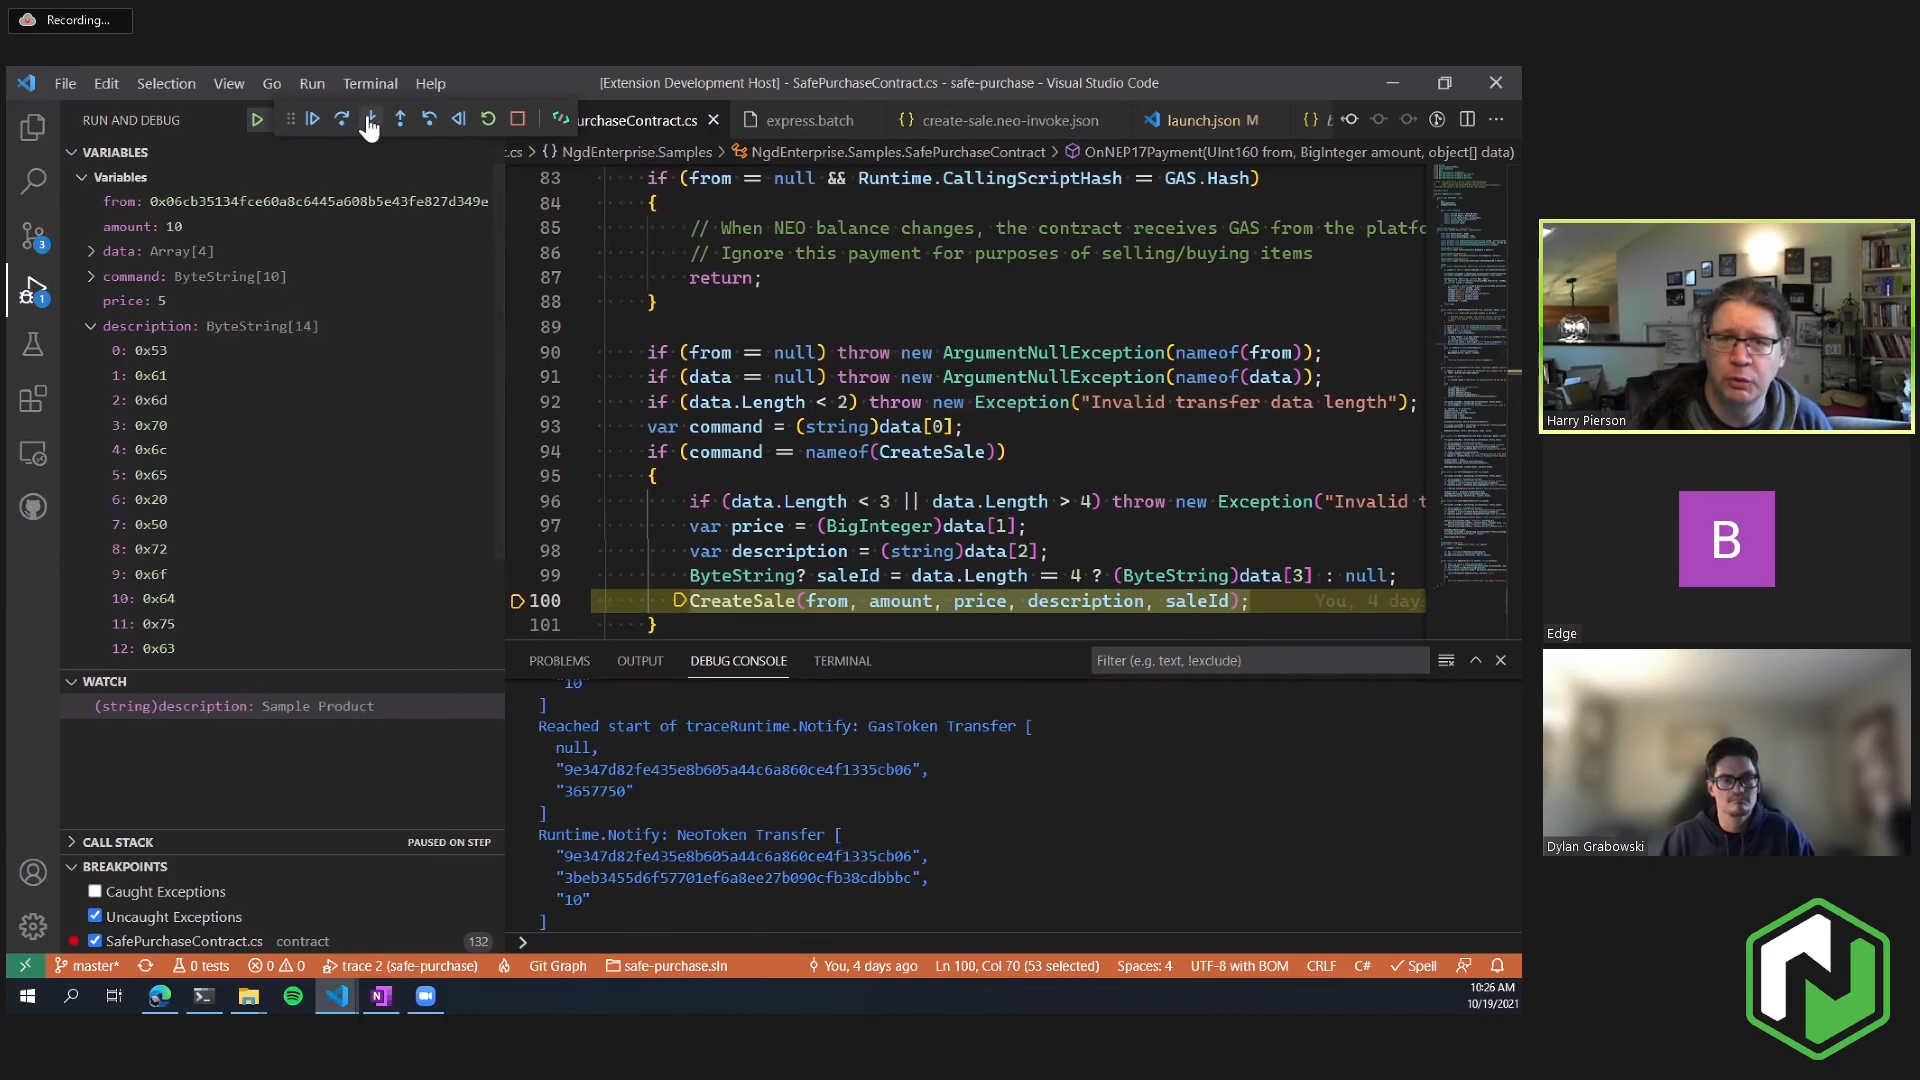 Recording...
File Edit Selection View Go Run Terminal Help
[Extension Development Host] - SafePurchaseContract.cs - safe-purchase - Visual Studio Code
RUN AND DEBUG
urchaseContract.cs
express.batch
create-sale.neo-invoke.json
launch.json M
.cs > {} NgdEnterprise.Samples > NgdEnterprise.Samples.SafePurchaseContract > OnNEP17Payment(UInt160 from, BigInteger amount, object[] data)
VARIABLES
Variables
from: 0x06cb35134fce60a8c6445a608b5e43fe827d349e
amount: 10
data: Array[4]
command: ByteString[10]
price: 5
description: ByteString[14]
0: 0x53
1: 0x61
2: 0x6d
3: 0x70
4: 0x6c
5: 0x65
6: 0x20
7: 0x50
8: 0x72
9: 0x6f
10: 0x64
11: 0x75
12: 0x63
WATCH
(string)description: Sample Product
CALL STACK
PAUSED ON STEP
BREAKPOINTS
Caught Exceptions
Uncaught Exceptions
SafePurchaseContract.cs contract 132
3
1
83 if (from == null && Runtime.CallingScriptHash == GAS.Hash)
84 {
85 // When NEO balance changes, the contract receives GAS from the platfo
86 // Ignore this payment for purposes of selling/buying items
87 return;
88 }
89
90 if (from == null) throw new ArgumentNullException(nameof(from));
91 if (data == null) throw new ArgumentNullException(nameof(data));
92 if (data.Length < 2) throw new Exception("Invalid transfer data length");
93 var command = (string)data[0];
94 if (command == nameof(CreateSale))
95 {
96 if (data.Length < 3 || data.Length > 4) throw new Exception("Invalid t
97 var price = (BigInteger)data[1];
98 var description = (string)data[2];
99 ByteString? saleId = data.Length == 4 ? (ByteString)data[3] : null;
100 CreateSale(from, amount, price, description, saleId); You, 4 day
101 }
PROBLEMS OUTPUT DEBUG CONSOLE TERMINAL
Filter (e.g. text, !exclude)
"10"
]
Reached start of traceRuntime.Notify: GasToken Transfer [
null,
"9e347d82fe435e8b605a44c6a860ce4f1335cb06",
"3657750"
]
Runtime.Notify: NeoToken Transfer [
"9e347d82fe435e8b605a44c6a860ce4f1335cb06",
"3beb3455d6f57701ef6a8ee27b090cfb38cdbbbc",
"10"
]
master* 0 tests 0 0 trace 2 (safe-purchase) Git Graph safe-purchase.sln You, 4 days ago Ln 100, Col 70 (53 selected) Spaces: 4 UTF-8 with BOM CRLF C# Spell
10:26 AM
10/19/2021
Harry Pierson
B
Edge
Dylan Grabowski